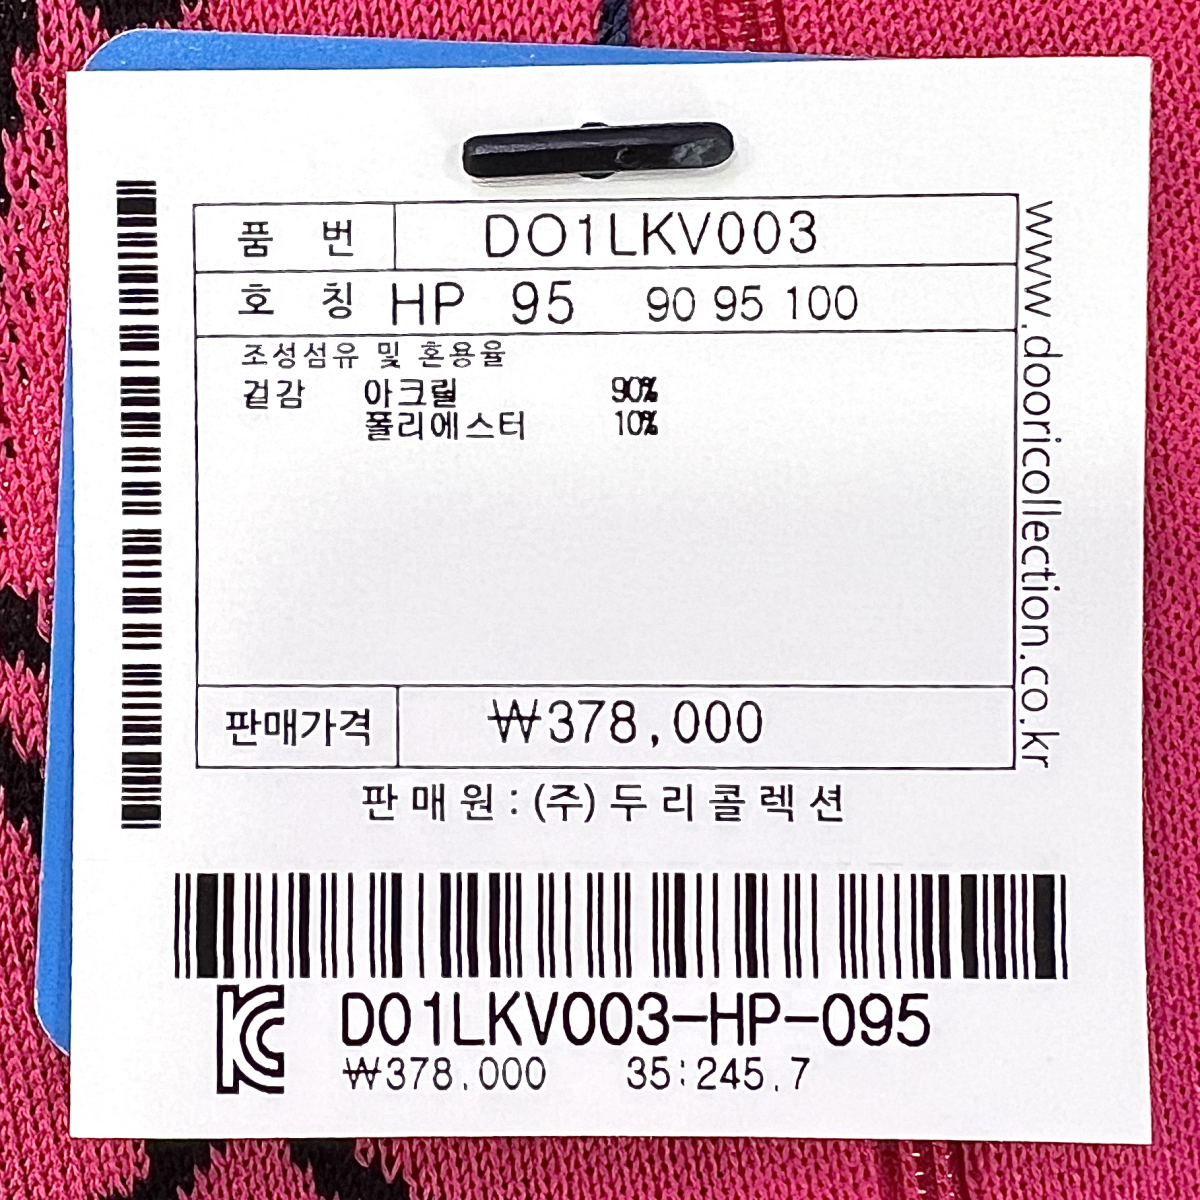 품 번 DO1LKV003
호 칭 HP 95 90 95 100
조성섬유 및 혼용율
겉감 아크릴 90%
폴리에스터 10%
판매가격 ₩378,000
판매원 : (주)두리콜렉션
www.dooricollection.co.kr
DO1LKV003-HP-095
₩378,000 35:245.7